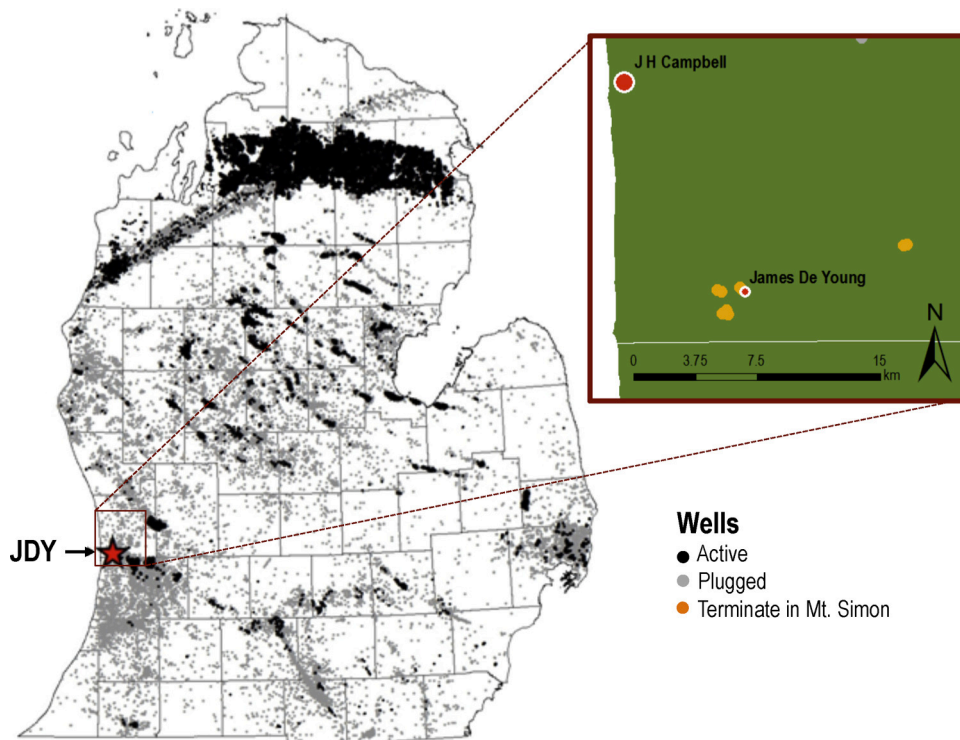 J H Campbell
James De Young
N
0 3.75 7.5 15
km
JDY
Wells
Active
Plugged
Terminate in Mt. Simon